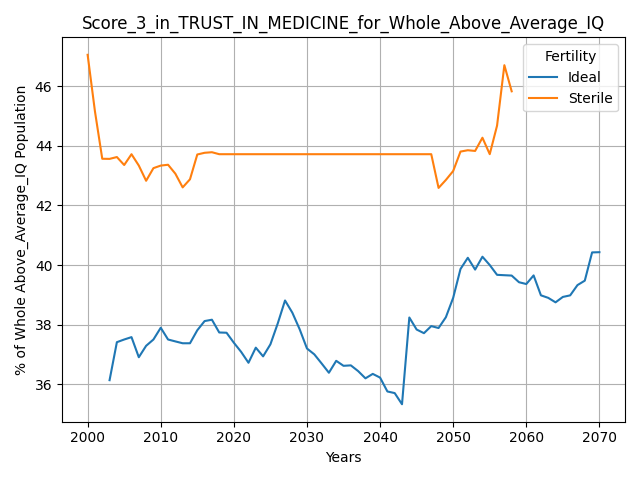 Score_3_in_TRUST_IN_MEDICINE_for_Whole_Above_Average_IQ
Fertility
Ideal
Sterile
% of Whole Above_Average_IQ Population
46
44
42
40
38
36
2000
2010
2020
2030
2040
2050
2060
2070
Years